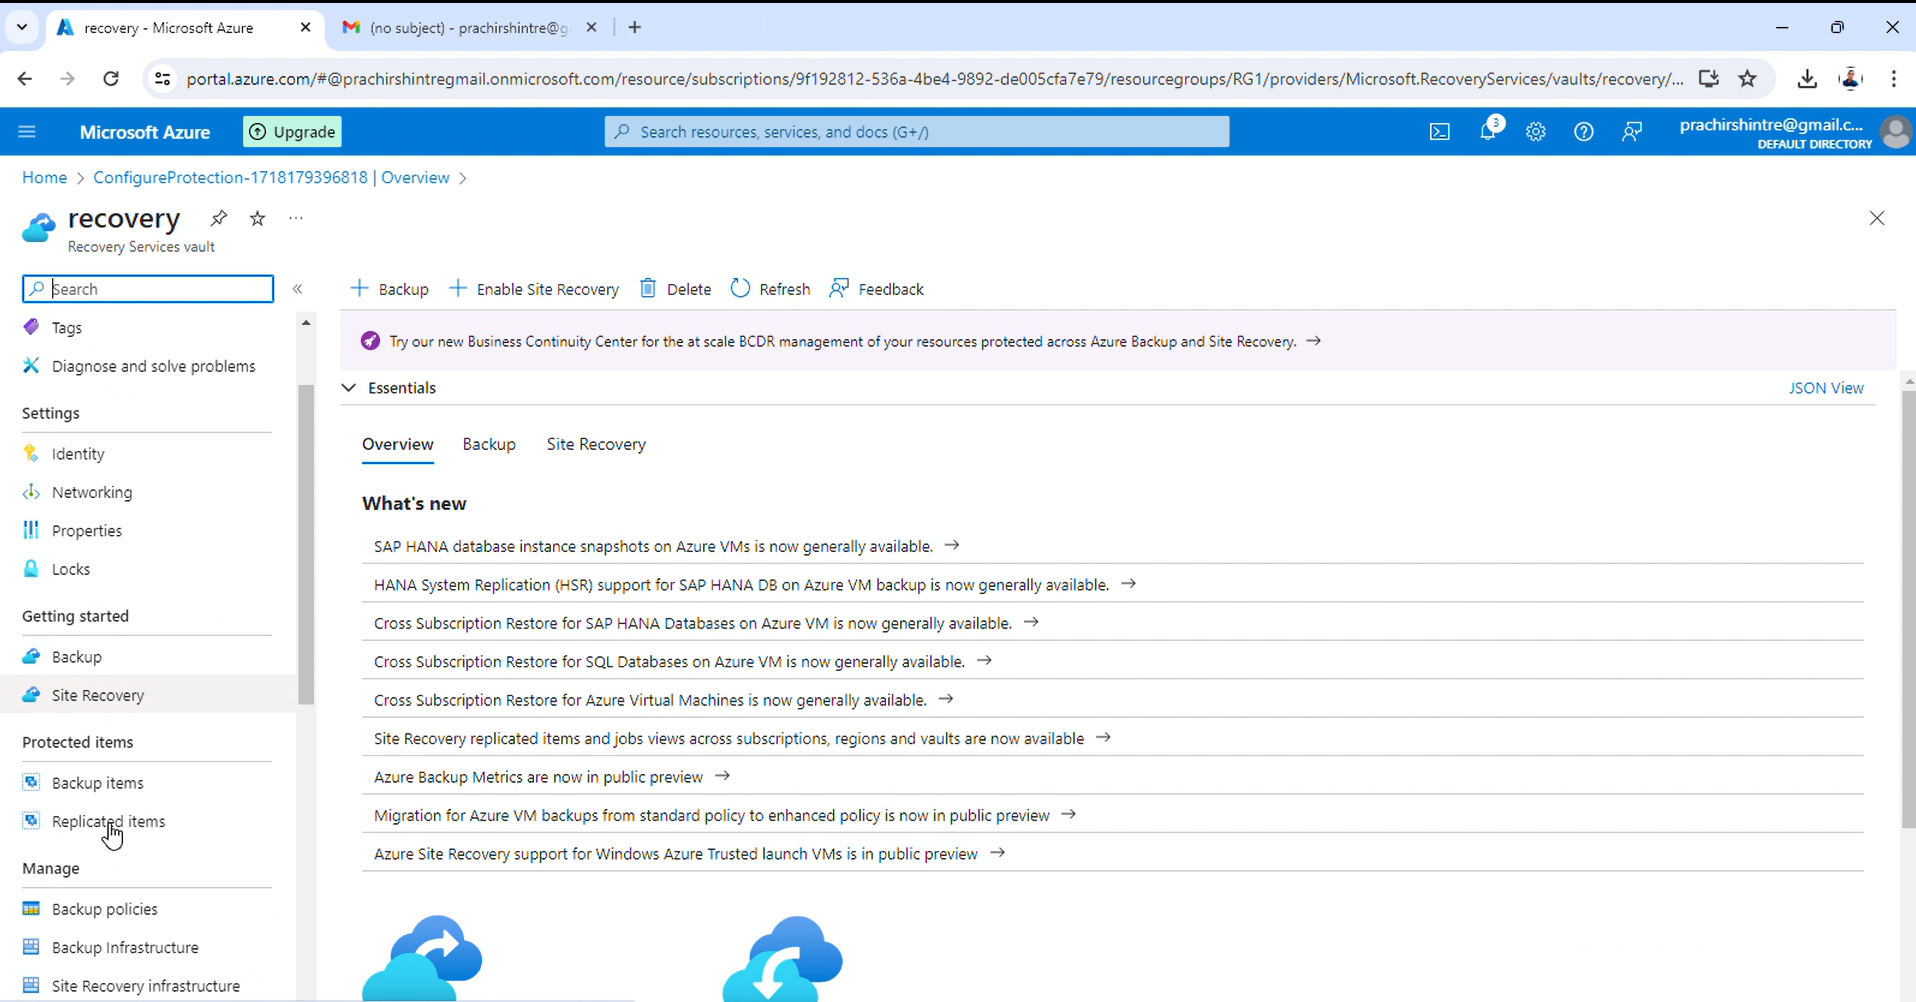 recovery - Microsoft Azure
(no subject) - prachirshintre@g
portal.azure.com/#@prachirshintregmail.onmicrosoft.com/resource/subscriptions/9f192812-536a-4be4-9892-de005cfa7e79/resourcegroups/RG1/providers/Microsoft.RecoveryServices/vaults/recovery/...
Microsoft Azure
Upgrade
Search resources, services, and docs (G+/)
3
prachirshintre@gmail.c...
DEFAULT DIRECTORY
Home > ConfigureProtection-1718179396818 | Overview >
recovery
Recovery Services vault
Search
Tags
Diagnose and solve problems
Settings
Identity
Networking
Properties
Locks
Getting started
Backup
Site Recovery
Protected items
Backup items
Replicated items
Manage
Backup policies
Backup Infrastructure
Site Recovery infrastructure
Backup
Enable Site Recovery
Delete
Refresh
Feedback
Try our new Business Continuity Center for the at scale BCDR management of your resources protected across Azure Backup and Site Recovery. →
Essentials
JSON View
Overview
Backup
Site Recovery
What's new
SAP HANA database instance snapshots on Azure VMs is now generally available. →
HANA System Replication (HSR) support for SAP HANA DB on Azure VM backup is now generally available. →
Cross Subscription Restore for SAP HANA Databases on Azure VM is now generally available. →
Cross Subscription Restore for SQL Databases on Azure VM is now generally available. →
Cross Subscription Restore for Azure Virtual Machines is now generally available. →
Site Recovery replicated items and jobs views across subscriptions, regions and vaults are now available →
Azure Backup Metrics are now in public preview →
Migration for Azure VM backups from standard policy to enhanced policy is now in public preview →
Azure Site Recovery support for Windows Azure Trusted launch VMs is in public preview →